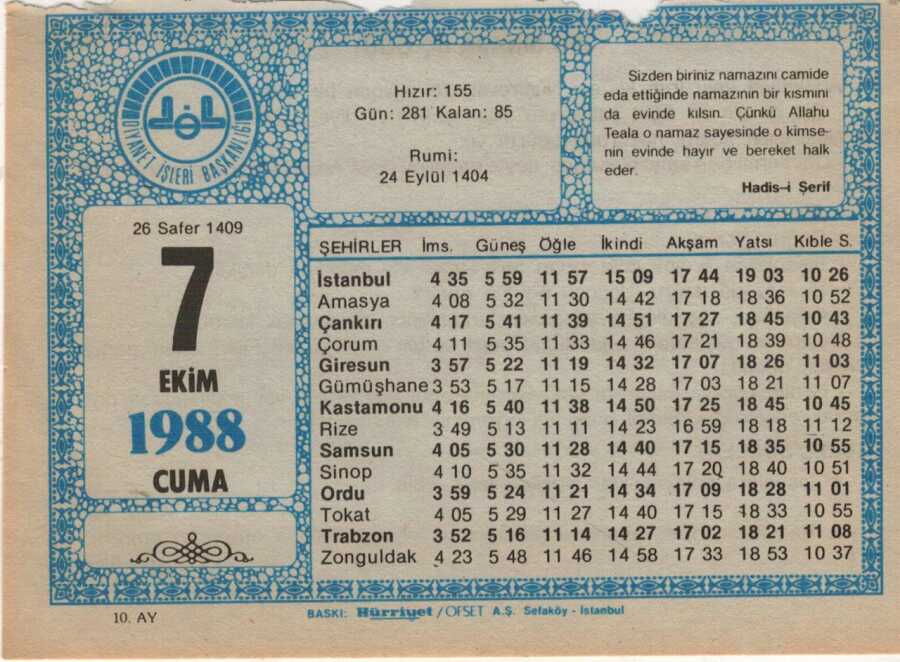 DİYANET İŞLERİ BAŞKANLIĞI
26 Safer 1409
7
EKİM
1988
CUMA
Hızır: 155
Gün: 281 Kalan: 85
Rumi:
24 Eylül 1404
Sizden biriniz namazını camide
eda ettiğinde namazının bir kısmını
da evinde kılsın. Çünkü Allahu
Teala o namaz sayesinde o kimse-
nin evinde hayır ve bereket halk
eder.
Hadis-i Şerif
ŞEHİRLER İms. Güneş Öğle İkindi Akşam Yatsı Kıble S.
İstanbul 4 35 5 59 11 57 15 09 17 44 19 03 10 26
Amasya 4 08 5 32 11 30 14 42 17 18 18 36 10 52
Çankırı 4 17 5 41 11 39 14 51 17 27 18 45 10 43
Çorum 4 11 5 35 11 33 14 46 17 21 18 39 10 48
Giresun 3 57 5 22 11 19 14 32 17 07 18 26 11 03
Gümüşhane 3 53 5 17 11 15 14 28 17 03 18 21 11 07
Kastamonu 4 16 5 40 11 38 14 50 17 25 18 45 10 45
Rize 3 49 5 13 11 11 14 23 16 59 18 18 11 12
Samsun 4 05 5 30 11 28 14 40 17 15 18 35 10 55
Sinop 4 10 5 35 11 32 14 44 17 20 18 40 10 51
Ordu 3 59 5 24 11 21 14 34 17 09 18 28 11 01
Tokat 4 05 5 29 11 27 14 40 17 15 18 33 10 55
Trabzon 3 52 5 16 11 14 14 27 17 02 18 21 11 08
Zonguldak 4 23 5 48 11 46 14 58 17 33 18 53 10 37
10. AY
BASKI: Hürriyet / OFSET A.Ş. Sefaköy - İstanbul